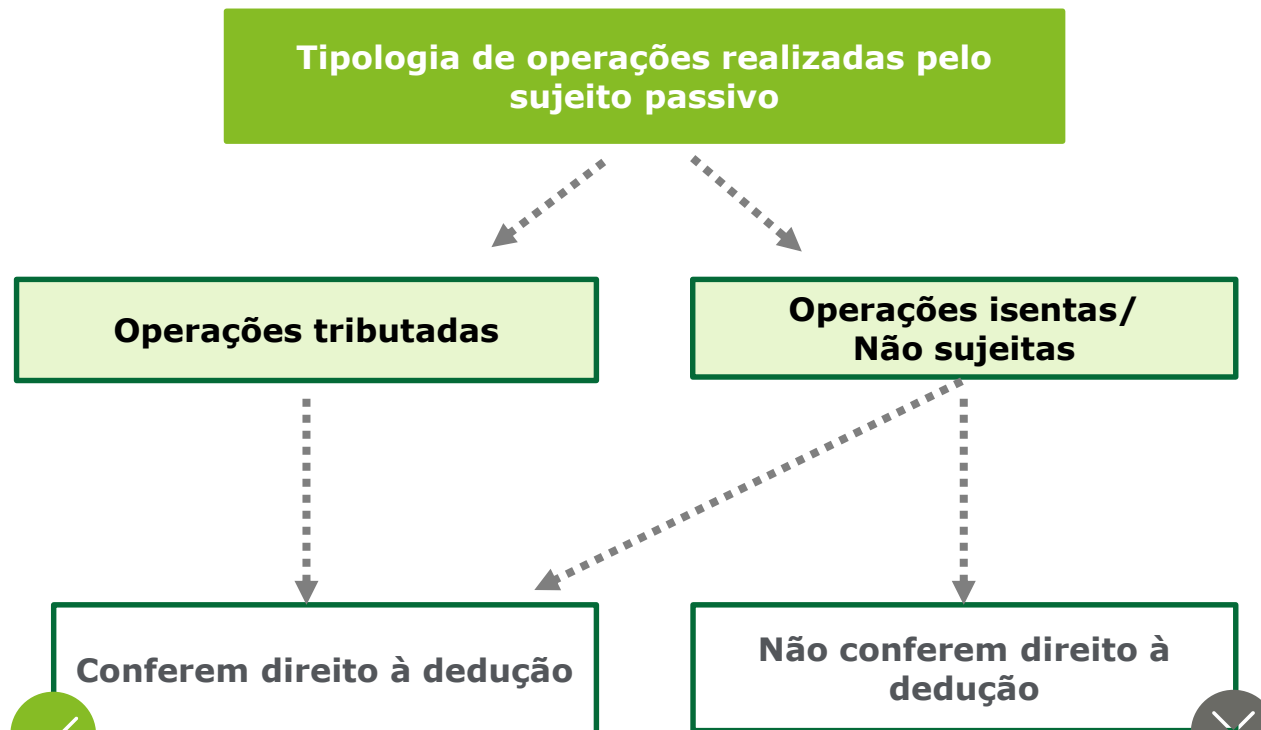 Tipologia de operações realizadas pelo
sujeito passivo
Operações tributadas
Operações isentas/
Não sujeitas
Conferem direito à dedução
Não conferem direito à
dedução